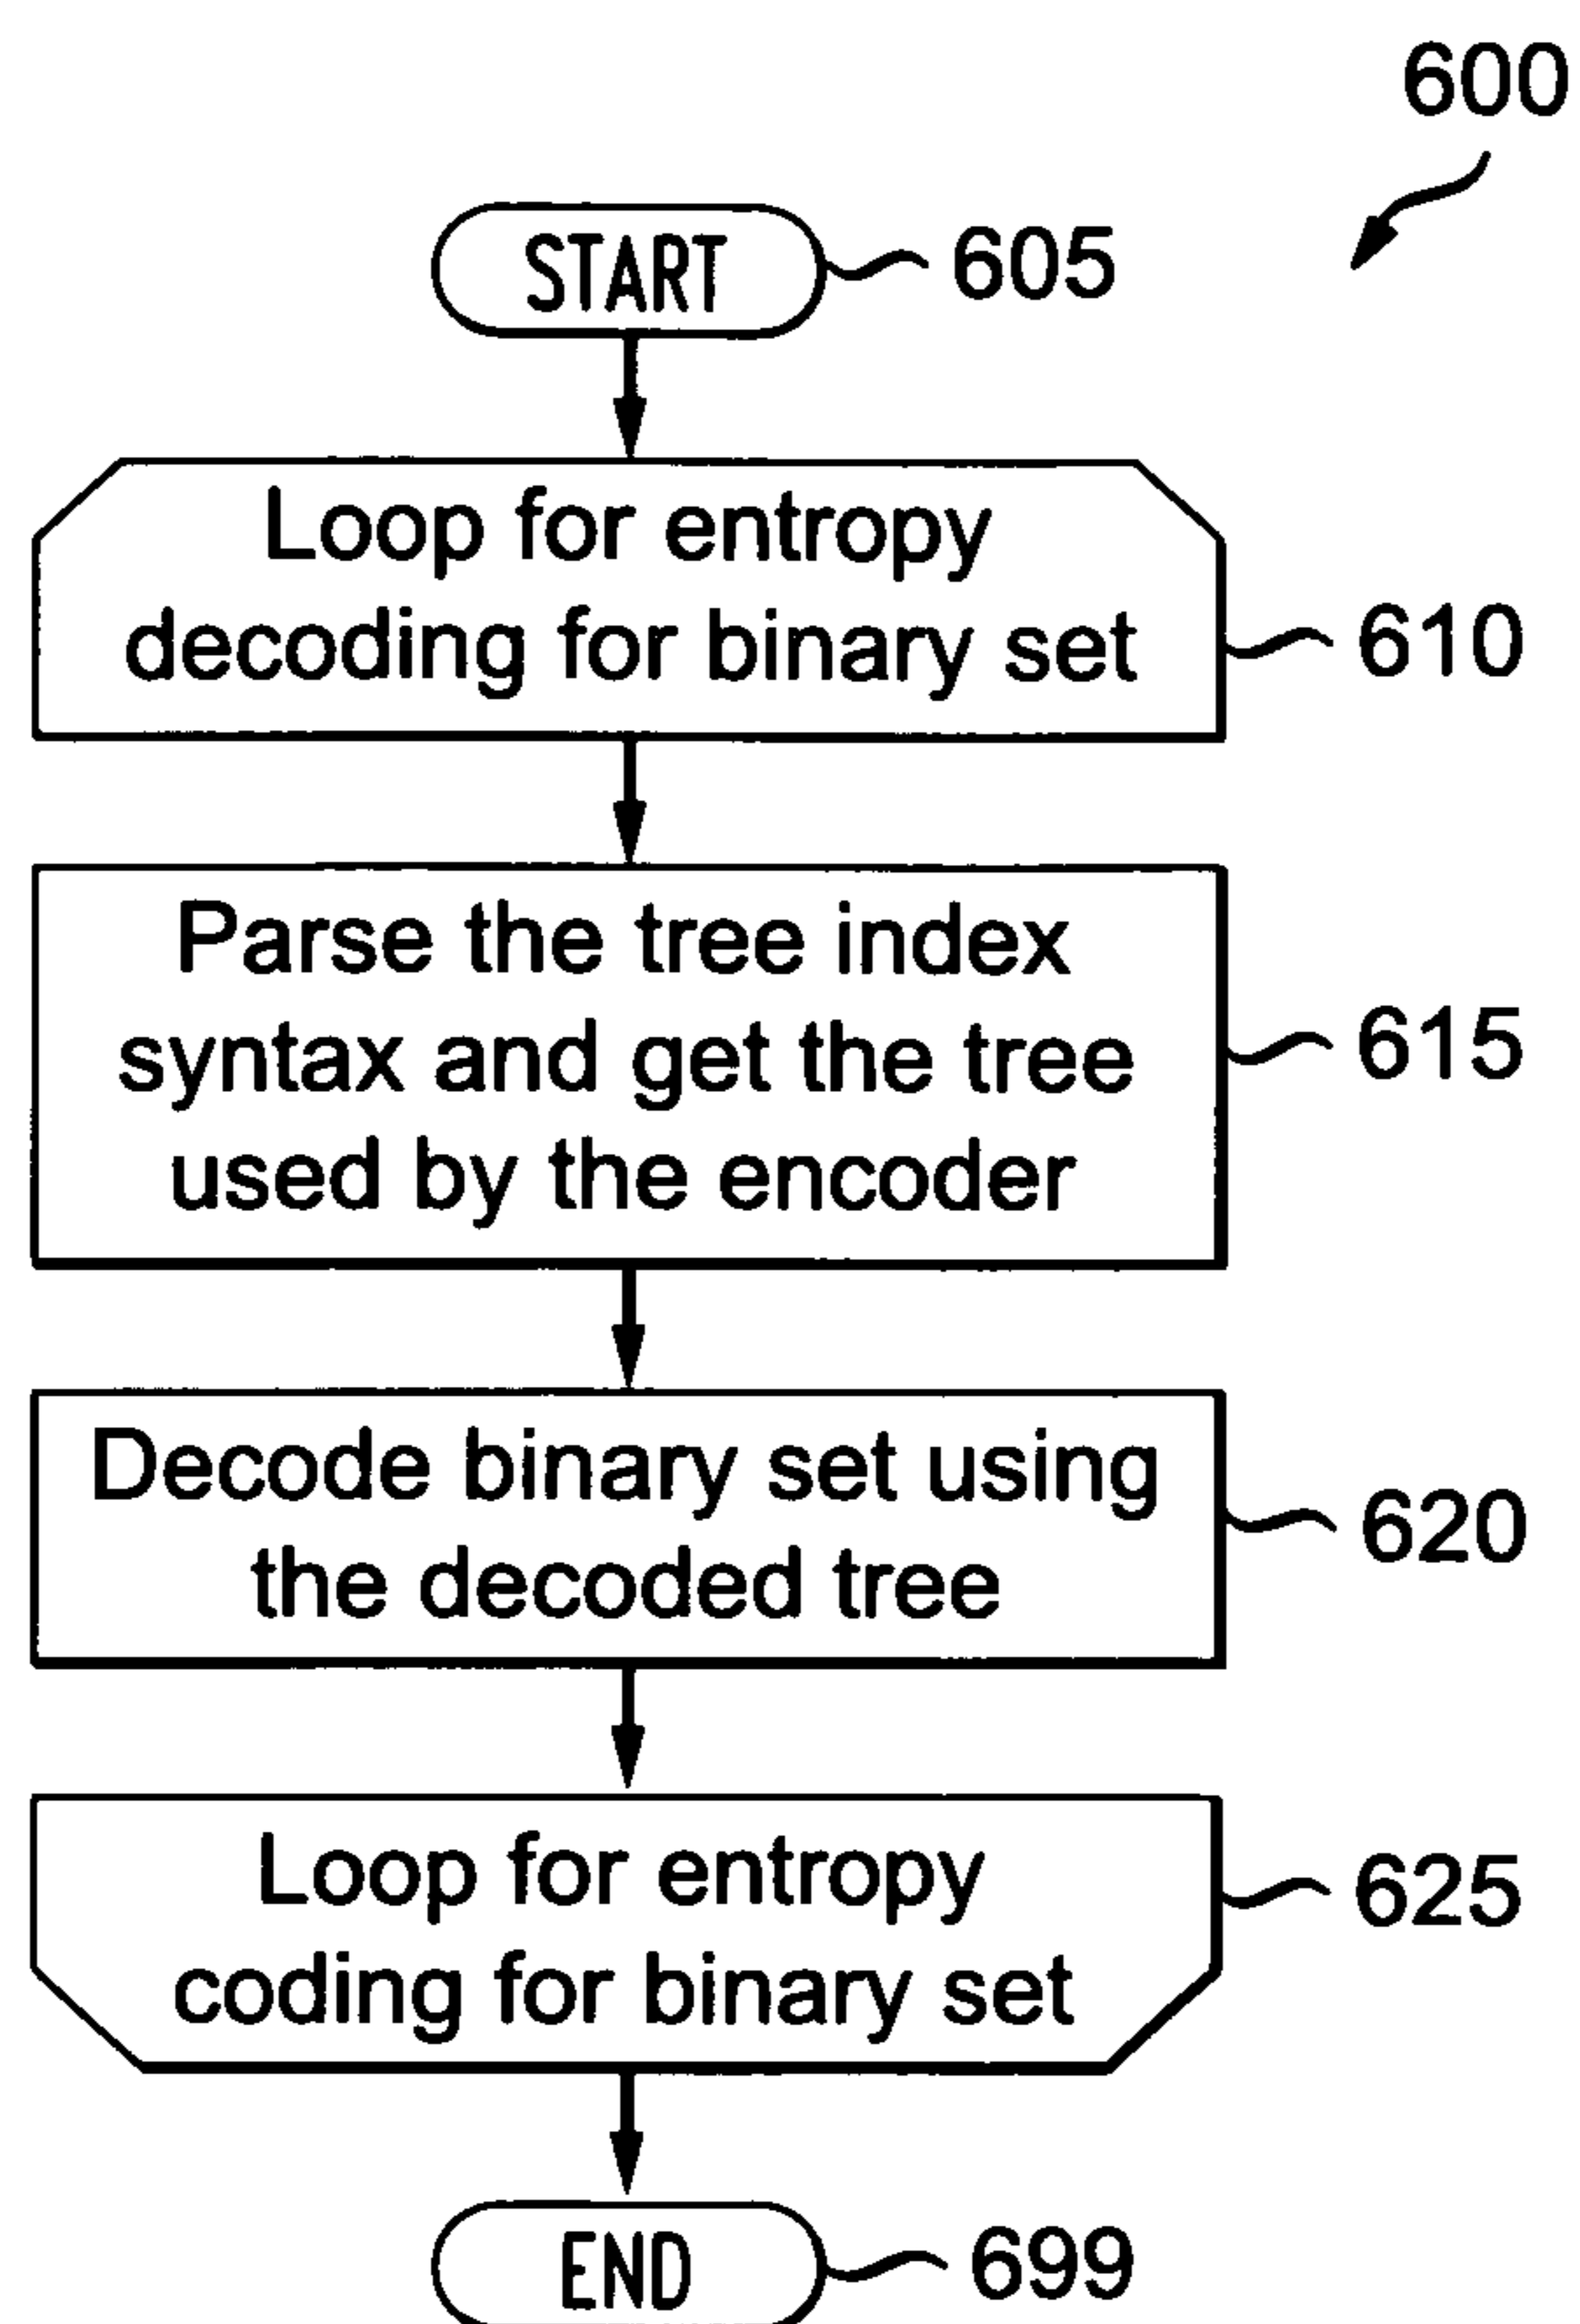 600
START 605
Loop for entropy
decoding for binary set 610
Parse the tree index
syntax and get the tree 615
used by the encoder
Decode binary set using
the decoded tree 620
Loop for entropy
coding for binary set 625
END 699